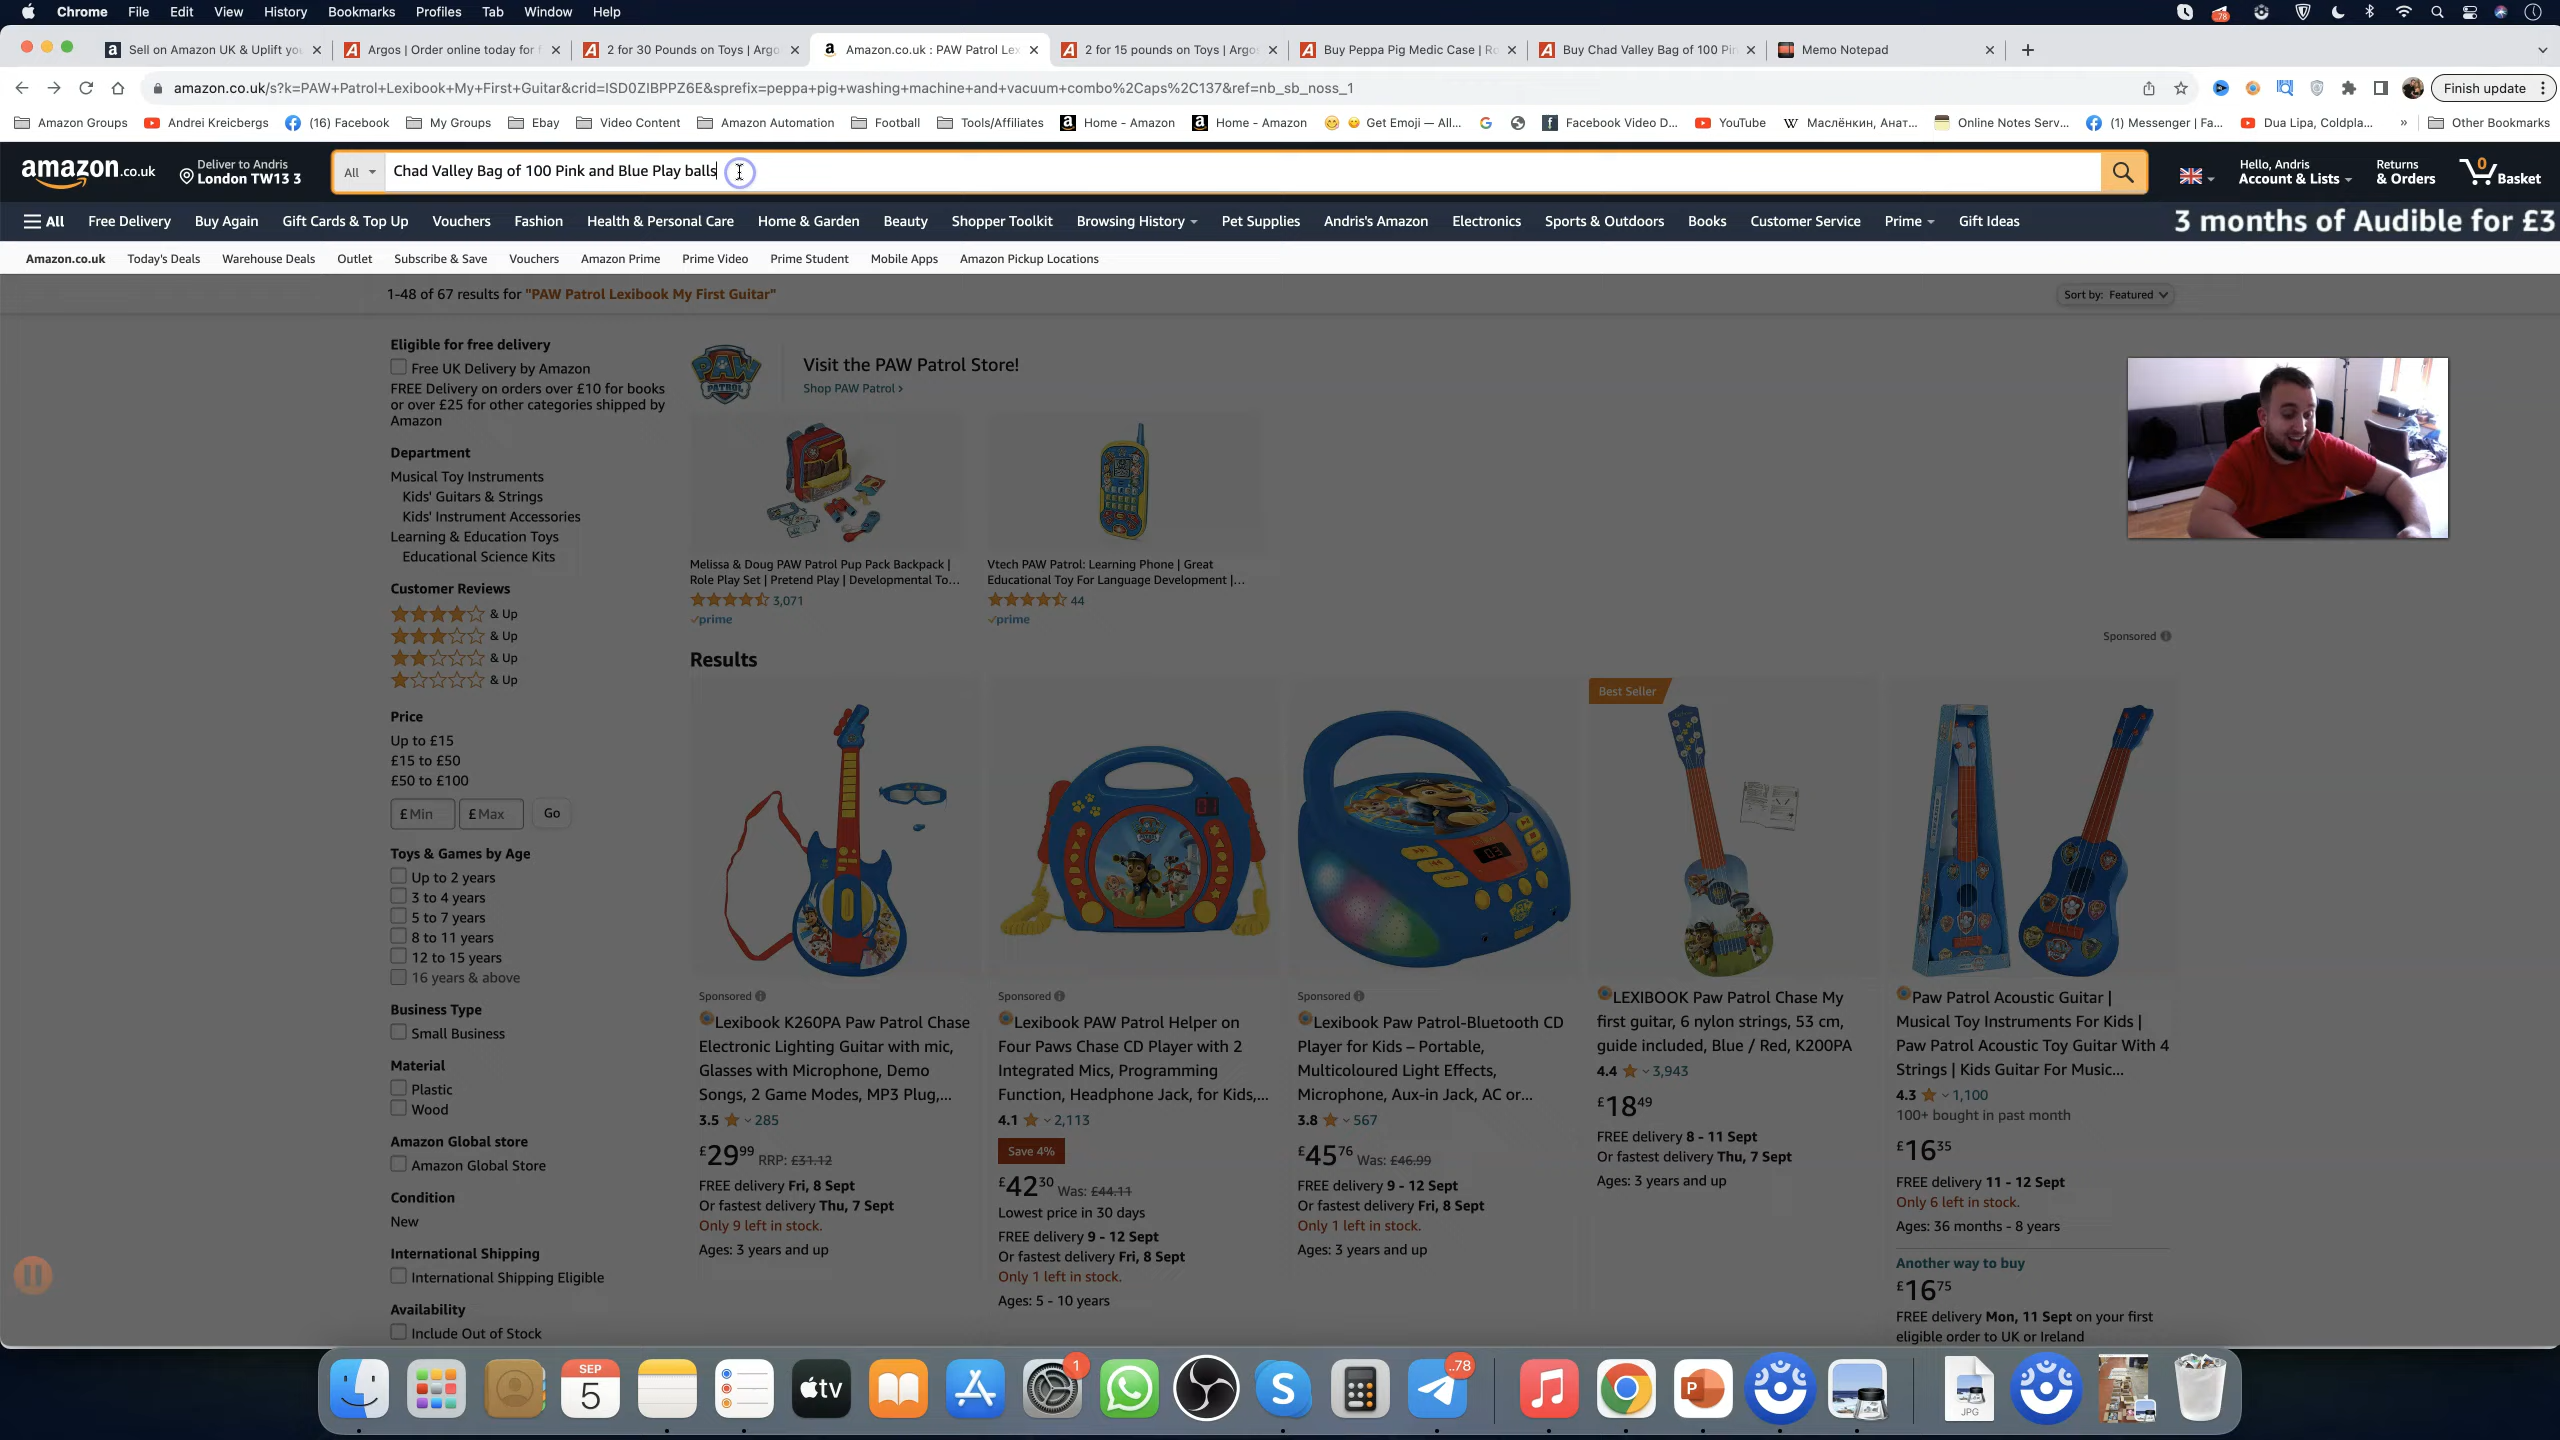 Chrome File Edit View History Bookmarks Profiles Tab Window Help
Sell on Amazon UK & Uplift you
Argos | Order online today for f
2 for 30 Pounds on Toys | Argo
Amazon.co.uk : PAW Patrol Lex
2 for 15 pounds on Toys | Argo
Buy Peppa Pig Medic Case | Ro
Buy Chad Valley Bag of 100 Pin
Memo Notepad
amazon.co.uk/s?k=PAW+Patrol+Lexibook+My+First+Guitar&crid=ISD0ZIBPPZ6E&sprefix=peppa+pig+washing+machine+and+vacuum+combo%2Caps%2C137&ref=nb_sb_noss_1
Finish update
Amazon Groups Andrei Kreicbergs (16) Facebook My Groups Ebay Video Content Amazon Automation Football Tools/Affiliates Home - Amazon Home - Amazon Get Emoji — All... Facebook Video D... YouTube Маслёнкин, Анат... Online Notes Serv... (1) Messenger | Fa... Dua Lipa, Coldpla... » Other Bookmarks
amazon.co.uk
Deliver to Andris
London TW13 3
All
Chad Valley Bag of 100 Pink and Blue Play balls
Hello, Andris
Account & Lists
Returns
& Orders
0
Basket
All Free Delivery Buy Again Gift Cards & Top Up Vouchers Fashion Health & Personal Care Home & Garden Beauty Shopper Toolkit Browsing History Pet Supplies Andris's Amazon Electronics Sports & Outdoors Books Customer Service Prime Gift Ideas
3 months of Audible for £3
Amazon.co.uk Today's Deals Warehouse Deals Outlet Subscribe & Save Vouchers Amazon Prime Prime Video Prime Student Mobile Apps Amazon Pickup Locations
1-48 of 67 results for "PAW Patrol Lexibook My First Guitar"
Sort by: Featured
Eligible for free delivery
Free UK Delivery by Amazon
FREE Delivery on orders over £10 for books
or over £25 for other categories shipped by
Amazon
Department
Musical Toy Instruments
Kids' Guitars & Strings
Kids' Instrument Accessories
Learning & Education Toys
Educational Science Kits
Customer Reviews
& Up
& Up
& Up
& Up
Price
Up to £15
£15 to £50
£50 to £100
£ Min £ Max Go
Toys & Games by Age
Up to 2 years
3 to 4 years
5 to 7 years
8 to 11 years
12 to 15 years
16 years & above
Business Type
Small Business
Material
Plastic
Wood
Amazon Global store
Amazon Global Store
Condition
New
International Shipping
International Shipping Eligible
Availability
Include Out of Stock
PAW PATROL
Visit the PAW Patrol Store!
Shop PAW Patrol ›
Melissa & Doug PAW Patrol Pup Pack Backpack |
Role Play Set | Pretend Play | Developmental To...
3,071
prime
Vtech PAW Patrol: Learning Phone | Great
Educational Toy For Language Development |...
44
prime
Sponsored
Results
Sponsored
Lexibook K260PA Paw Patrol Chase
Electronic Lighting Guitar with mic,
Glasses with Microphone, Demo
Songs, 2 Game Modes, MP3 Plug,...
3.5 285
£29 99 RRP: £31.12
FREE delivery Fri, 8 Sept
Or fastest delivery Thu, 7 Sept
Only 9 left in stock.
Ages: 3 years and up
01
Sponsored
Lexibook PAW Patrol Helper on
Four Paws Chase CD Player with 2
Integrated Mics, Programming
Function, Headphone Jack, for Kids,...
4.1 2,113
Save 4%
£42 30 Was: £44.11
Lowest price in 30 days
FREE delivery 9 - 12 Sept
Or fastest delivery Fri, 8 Sept
Only 1 left in stock.
Ages: 5 - 10 years
03
Sponsored
Lexibook Paw Patrol-Bluetooth CD
Player for Kids – Portable,
Multicoloured Light Effects,
Microphone, Aux-in Jack, AC or...
3.8 567
£45 76 Was: £46.99
FREE delivery 9 - 12 Sept
Or fastest delivery Fri, 8 Sept
Only 1 left in stock.
Ages: 3 years and up
Best Seller
LEXIBOOK Paw Patrol Chase My
first guitar, 6 nylon strings, 53 cm,
guide included, Blue / Red, K200PA
4.4 3,943
£18 49
FREE delivery 8 - 11 Sept
Or fastest delivery Thu, 7 Sept
Ages: 3 years and up
Paw Patrol Acoustic Guitar |
Musical Toy Instruments For Kids |
Paw Patrol Acoustic Toy Guitar With 4
Strings | Kids Guitar For Music...
4.3 1,100
100+ bought in past month
£16 35
FREE delivery 11 - 12 Sept
Only 6 left in stock.
Ages: 36 months - 8 years
Another way to buy
£16 75
FREE delivery Mon, 11 Sept on your first
eligible order to UK or Ireland
SEP
5
tv
1
..78
JPG